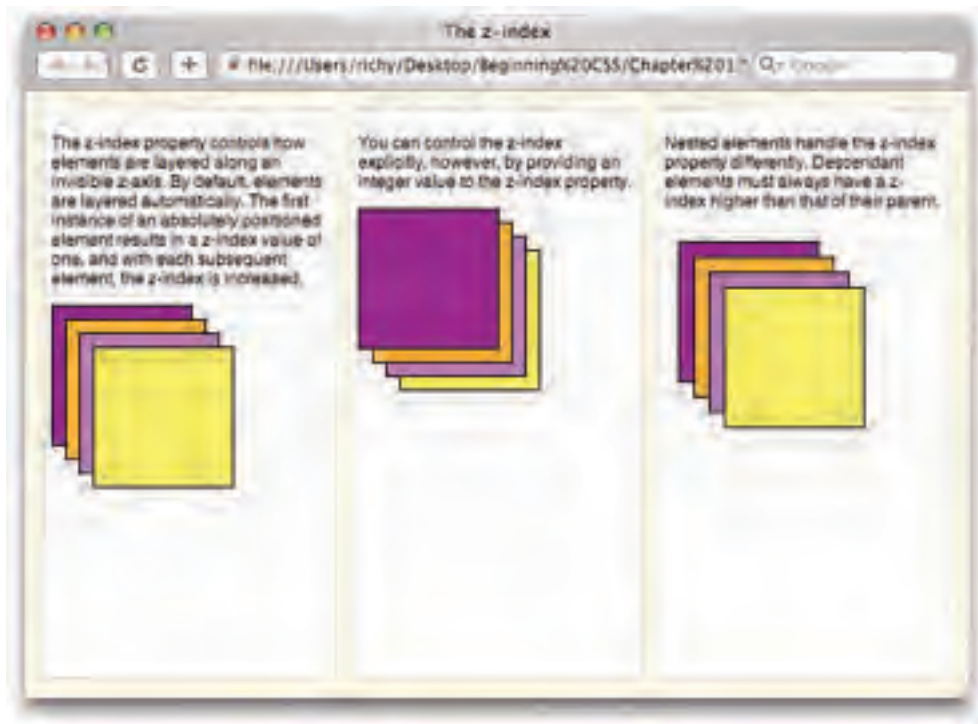 The z-index
file:///Users/richy/Desktop/Beginning%20CSS/Chapter%201
Google
The z-index property controls how
elements are layered along an
invisible z-axis. By default, elements
are layered automatically. The first
instance of an absolutely positioned
element results in a z-index value of
one, and with each subsequent
element, the z-index is increased.
You can control the z-index
explicitly, however, by providing an
integer value to the z-index property.
Nested elements handle the z-index
property differently. Descendant
elements must always have a z-
index higher than that of their parent.